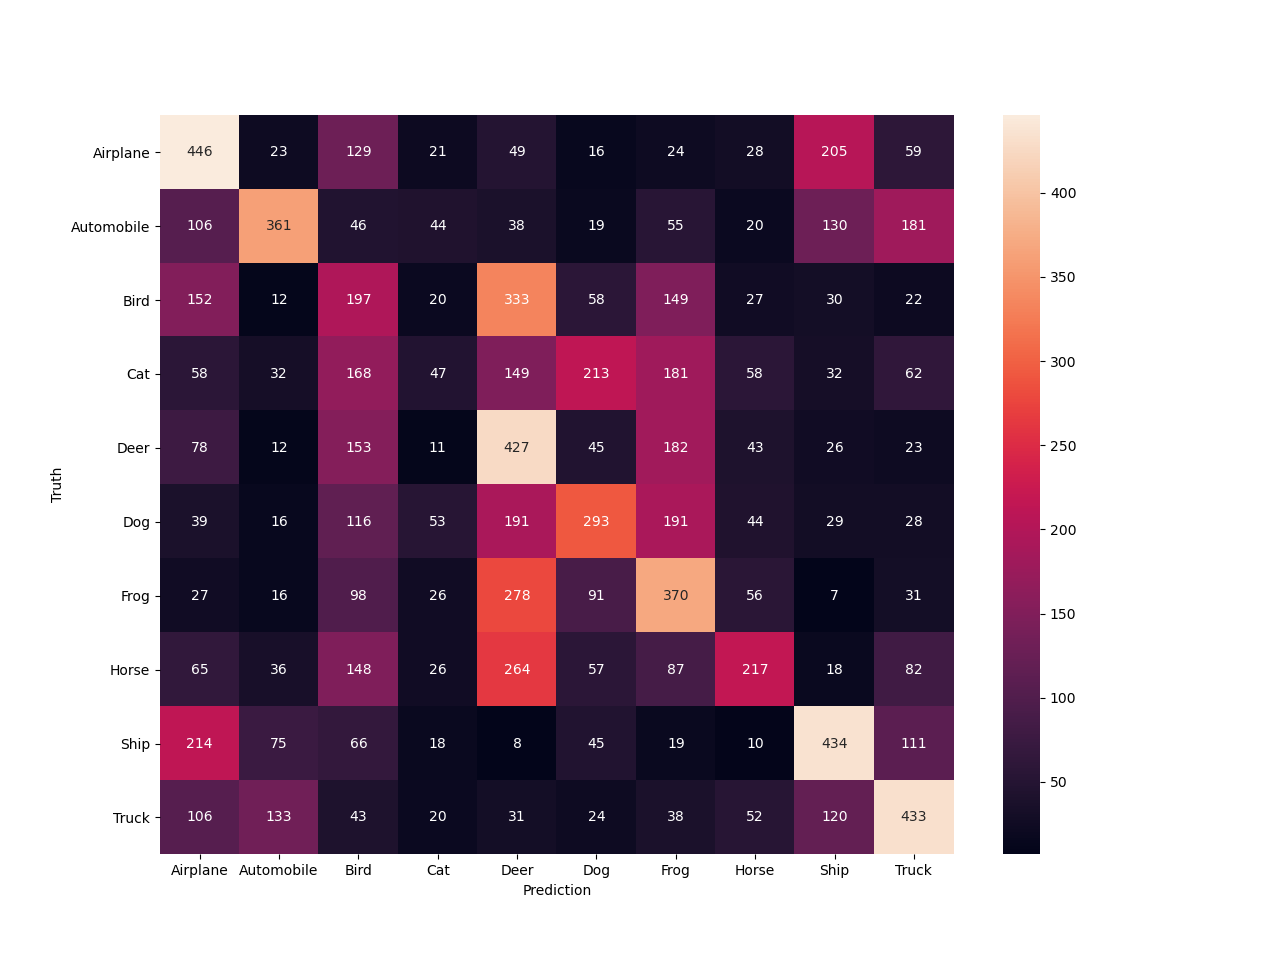 Airplane 446 23 129 21 49 16 24 28 205 59
400
Automobile 106 361 46 44 38 19 55 20 130 181
350
Bird 152 12 197 20 333 58 149 27 30 22
300
Cat 58 32 168 47 149 213 181 58 32 62
250
Deer 78 12 153 11 427 45 182 43 26 23
Truth
200
Dog 39 16 116 53 191 293 191 44 29 28
Frog 27 16 98 26 278 91 370 56 7 31
150
Horse 65 36 148 26 264 57 87 217 18 82
100
Ship 214 75 66 18 8 45 19 10 434 111
50
Truck 106 133 43 20 31 24 38 52 120 433
Airplane Automobile Bird Cat Deer Dog Frog Horse Ship Truck
Prediction